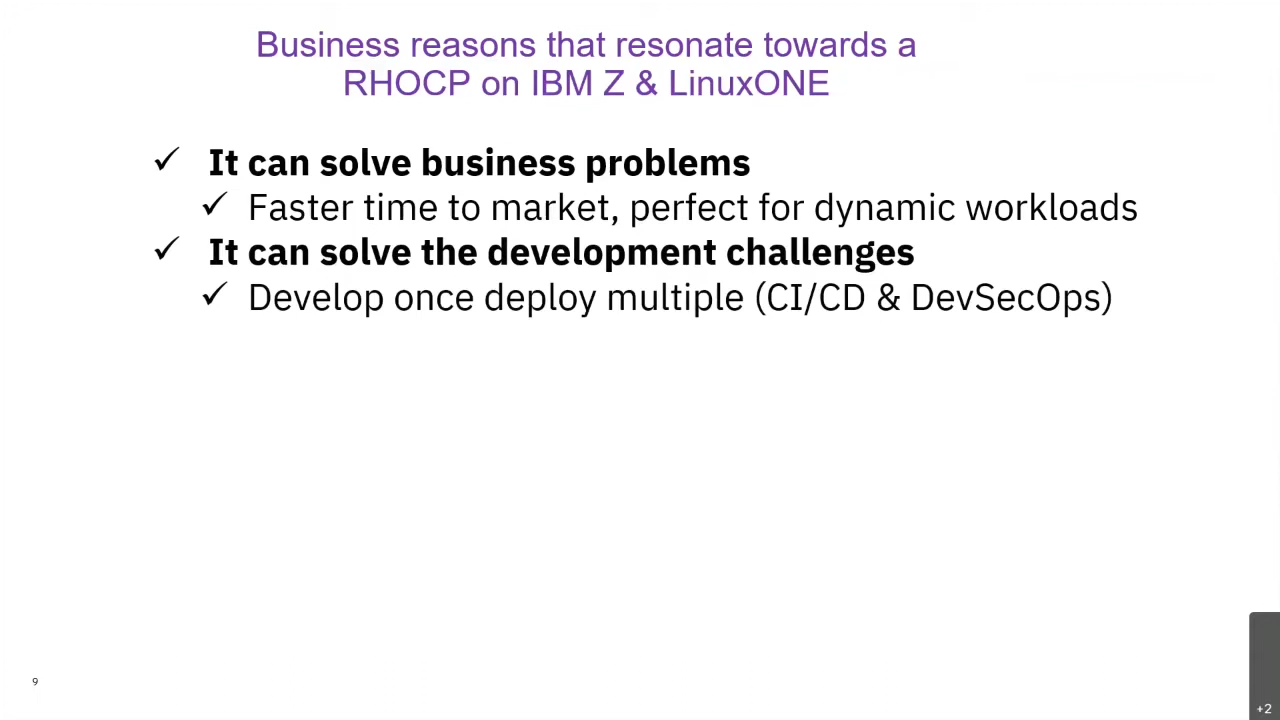 Business reasons that resonate towards a
RHOCP on IBM Z & LinuxONE
✓ It can solve business problems
✓ Faster time to market, perfect for dynamic workloads
✓ It can solve the development challenges
✓ Develop once deploy multiple (CI/CD & DevSecOps)
9
+2